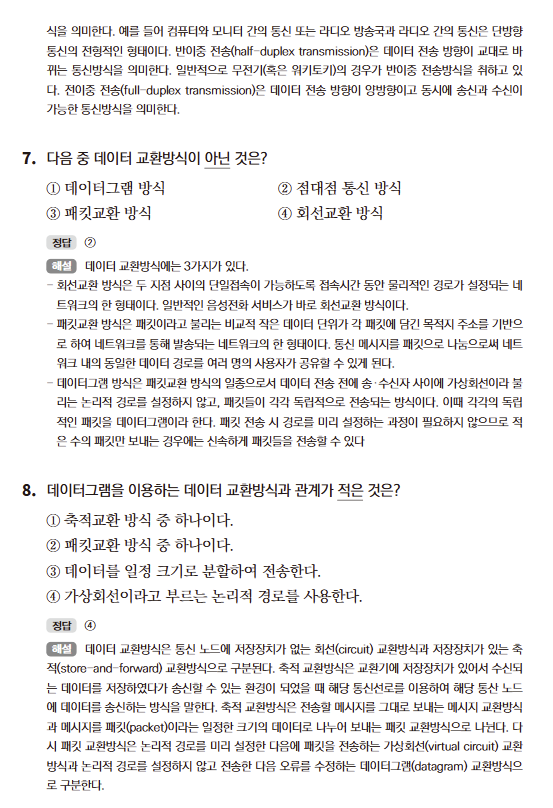 식을 의미한다. 예를 들어 컴퓨터와 모니터 간의 통신 또는 라디오 방송국과 라디오 간의 통신은 단방향
통신의 전형적인 형태이다. 반이중 전송(half-duplex transmission)은 데이터 전송 방향이 교대로 바
뀌는 통신방식을 의미한다. 일반적으로 무전기(혹은 워키토키)의 경우가 반이중 전송방식을 취하고 있
다. 전이중 전송(full-duplex transmission)은 데이터 전송 방향이 양방향이고 동시에 송신과 수신이
가능한 통신방식을 의미한다.
7. 다음 중 데이터 교환방식이 아닌 것은?
① 데이터그램 방식 ② 점대점 통신 방식
③ 패킷교환 방식 ④ 회선교환 방식
정답 ②
해설 데이터 교환방식에는 3가지가 있다.
- 회선교환 방식은 두 지점 사이의 단일접속이 가능하도록 접속시간 동안 물리적인 경로가 설정되는 네
트워크의 한 형태이다. 일반적인 음성전화 서비스가 바로 회선교환 방식이다.
- 패킷교환 방식은 패킷이라고 불리는 비교적 작은 데이터 단위가 각 패킷에 담긴 목적지 주소를 기반으
로 하여 네트워크를 통해 발송되는 네트워크의 한 형태이다. 통신 메시지를 패킷으로 나눔으로써 네트
워크 내의 동일한 데이터 경로를 여러 명의 사용자가 공유할 수 있게 된다.
- 데이터그램 방식은 패킷교환 방식의 일종으로서 데이터 전송 전에 송·수신자 사이에 가상회선이라 불
리는 논리적 경로를 설정하지 않고, 패킷들이 각각 독립적으로 전송되는 방식이다. 이때 각각의 독립
적인 패킷을 데이터그램이라 한다. 패킷 전송 시 경로를 미리 설정하는 과정이 필요하지 않으므로 적
은 수의 패킷만 보내는 경우에는 신속하게 패킷들을 전송할 수 있다
8. 데이터그램을 이용하는 데이터 교환방식과 관계가 적은 것은?
① 축적교환 방식 중 하나이다.
② 패킷교환 방식 중 하나이다.
③ 데이터를 일정 크기로 분할하여 전송한다.
④ 가상회선이라고 부르는 논리적 경로를 사용한다.
정답 ④
해설 데이터 교환방식은 통신 노드에 저장장치가 없는 회선(circuit) 교환방식과 저장장치가 있는 축
적(store-and-forward) 교환방식으로 구분된다. 축적 교환방식은 교환기에 저장장치가 있어서 수신되
는 데이터를 저장하였다가 송신할 수 있는 환경이 되었을 때 해당 통신선로를 이용하여 해당 통산 노드
에 데이터를 송신하는 방식을 말한다. 축적 교환방식은 전송할 메시지를 그대로 보내는 메시지 교환방식
과 메시지를 패킷(packet)이라는 일정한 크기의 데이터로 나누어 보내는 패킷 교환방식으로 나뉜다. 다
시 패킷 교환방식은 논리적 경로를 미리 설정한 다음에 패킷을 전송하는 가상회선(virtual circuit) 교환
방식과 논리적 경로를 설정하지 않고 전송한 다음 오류를 수정하는 데이터그램(datagram) 교환방식으
로 구분한다.